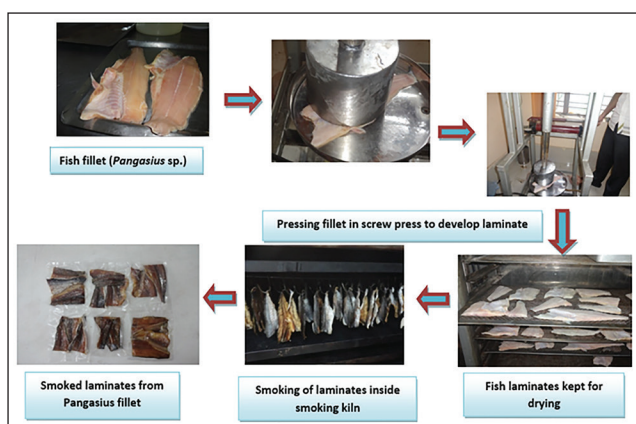 Fish fillet (Pangasius sp.)
Pressing fillet in screw press to develop laminate
Smoked laminates from
Pangasius fillet
Smoking of laminates inside
smoking kiln
Fish laminates kept for
drying